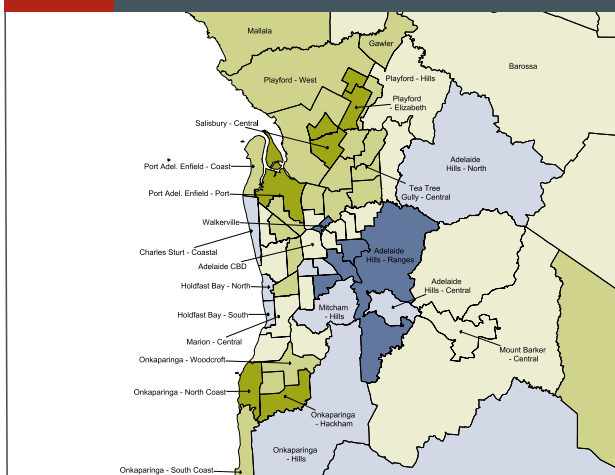 Mallala
Gawler
Barossa
Playford - West
Playford - Hills
Playford
- Elizabeth
Salisbury - Central
Port Adel. Enfield - Coast
Adelaide
Hills - North
Tea Tree
Gully - Central
Port Adel. Enfield - Port
Walkerville
Charles Sturt - Coastal
Adelaide CBD
Adelaide
Hills - Ranges
Holdfast Bay - North
Adelaide
Hills - Central
Mitcham -
Hills
Holdfast Bay - South
Marion - Central
Mount Barker
- Central
Onkaparinga - Woodcroft
Onkaparinga - North Coast
Onkaparinga
- Hackham
Onkaparinga
- Hills
Onkaparinga - South Coast